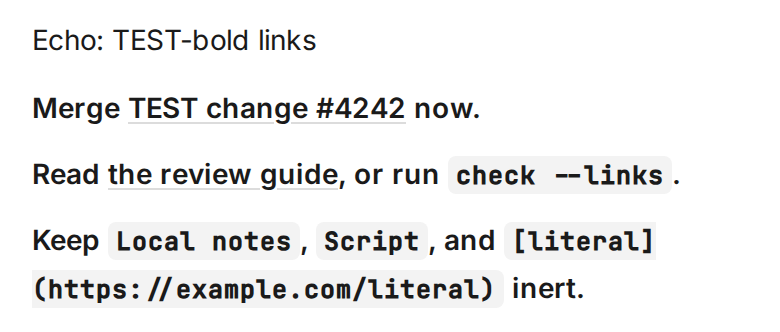 Echo: TEST-bold links
Merge TEST change #4242 now.
Read the review guide, or run check --links.
Keep Local notes, Script, and [literal]
(https://example.com/literal) inert.